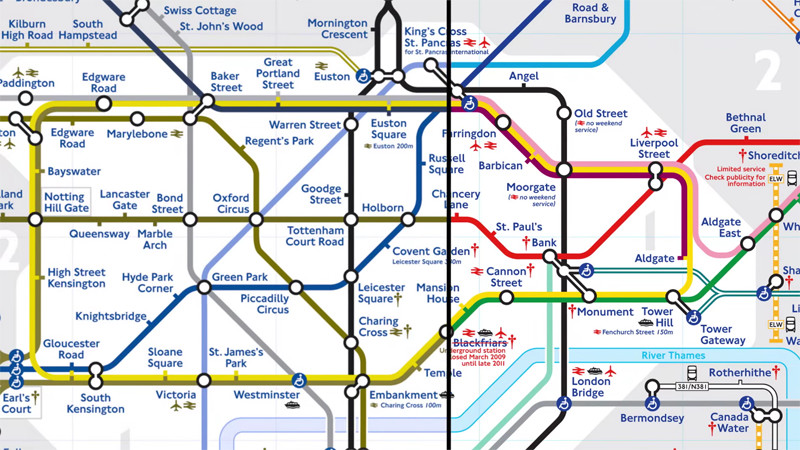 Swiss Cottage
St. John's Wood
Mornington
Crescent
King's Cross
St. Pancras
for St. Pancras International
Road &
Barnsbury
Kilburn
High Road
South
Hampstead
Great
Portland
Street
Euston
Baker
Street
Paddington
Edgware
Road
Angel
2
Old Street
(no weekend
service)
Bethnal
Green
Edgware
Road
Marylebone
Warren Street
Euston
Square
Euston 200m
Farringdon
Liverpool
Street
Shoreditch
Limited service
Check publicity for
information
ELW
Regent's Park
Russell
Square
Barbican
Bayswater
Moorgate
(no weekend
service)
Notting
Hill Gate
Lancaster
Gate
Bond
Street
Oxford
Circus
Goodge
Street
Holborn
Chancery
Lane
Queensway
Marble
Arch
Tottenham
Court Road
St. Paul's
1
Aldgate
East
Bank
Covent Garden
Aldgate
2
High Street
Kensington
Hyde Park
Corner
Green Park
Cannon
Street
Leicester
Square
Mansion
House
Piccadilly
Circus
Knightsbridge
Monument
Tower
Hill
Fenchurch Street 150m
Tower
Gateway
ELW
Charing
Cross
Blackfriars
Underground station
closed March 2009
until late 2011
Gloucester
Road
Sloane
Square
St. James's
Park
Temple
River Thames
Earl's
Court
South
Kensington
Victoria
Westminster
Embankment
Charing Cross 100m
London
Bridge
381/N381
Rotherhithe
Bermondsey
Canada
Water
1